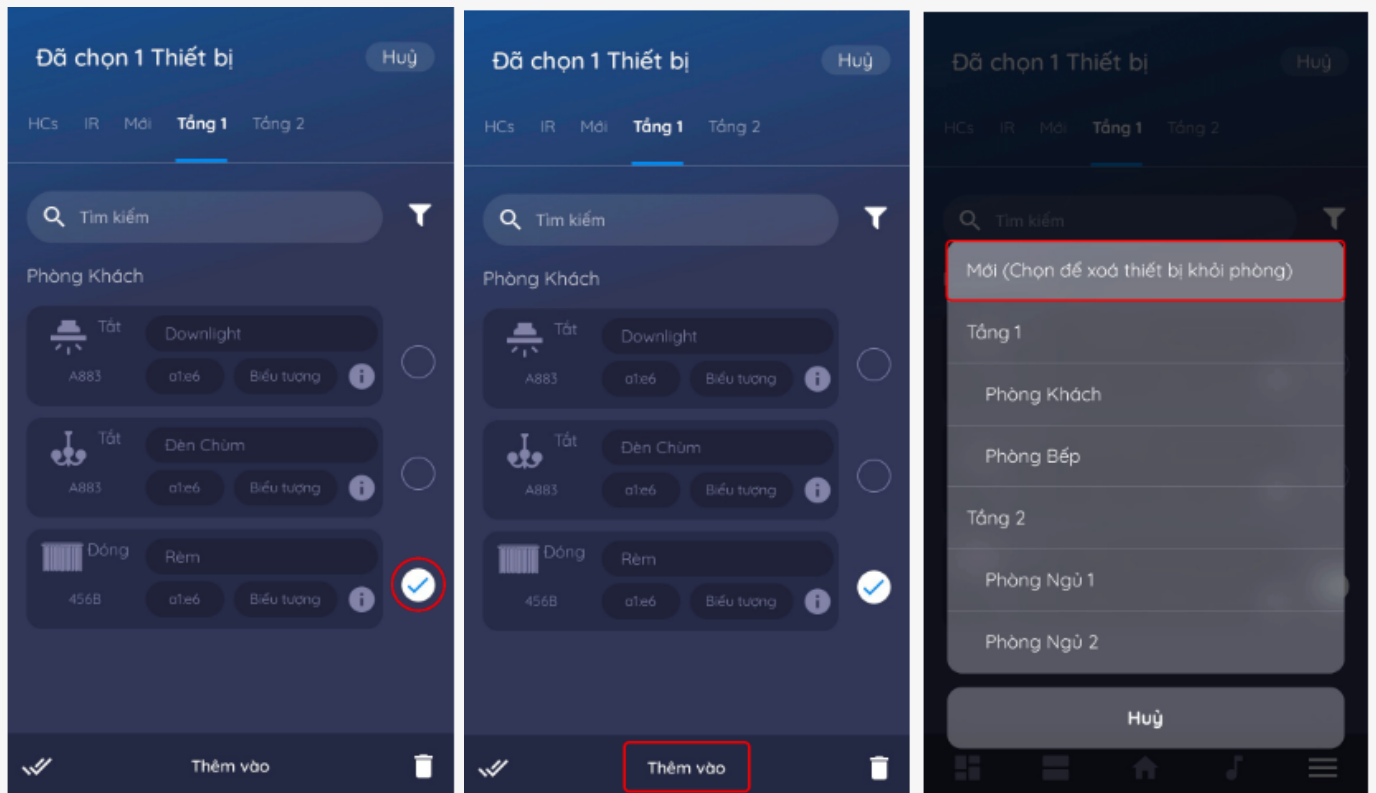 Đã chọn 1 Thiết bị
Huỷ
HCs IR Mới Tầng 1 Tầng 2
Tìm kiếm
Phòng Khách
Tắt Downlight
A883 a1:e6 Biểu tượng i
Tắt Đèn Chùm
A883 a1:e6 Biểu tượng i
Đóng Rèm
456B a1:e6 Biểu tượng i
Thêm vào
Đã chọn 1 Thiết bị
Huỷ
HCs IR Mới Tầng 1 Tầng 2
Tìm kiếm
Phòng Khách
Tắt Downlight
A883 a1:e6 Biểu tượng i
Tắt Đèn Chùm
A883 a1:e6 Biểu tượng i
Đóng Rèm
456B a1:e6 Biểu tượng i
Thêm vào
Đã chọn 1 Thiết bị
Huỷ
HCs IR Mới Tầng 1 Tầng 2
Tìm kiếm
Mới (Chọn để xoá thiết bị khỏi phòng)
Tầng 1
Phòng Khách
Phòng Bếp
Tầng 2
Phòng Ngủ 1
Phòng Ngủ 2
Huỷ